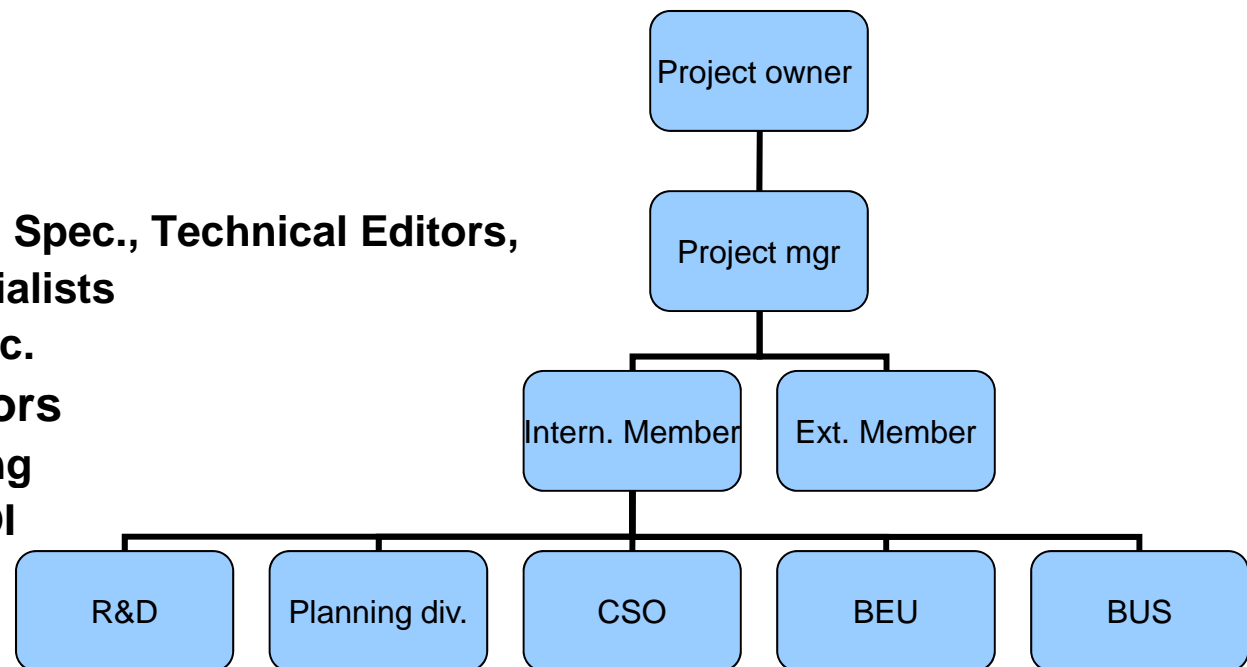 Project owner
Spec., Technical Editors,
Project mgr
ialists
c.
ors
Intern. Member
Ext. Member
ng
R&D
Planning div.
CSO
BEU
BUS